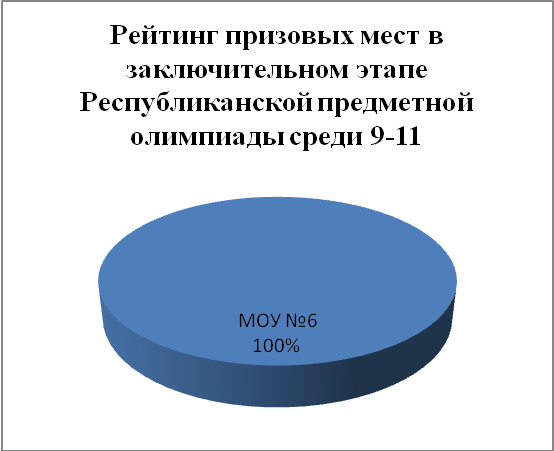 Рейтинг призовых мест в
заключительном этапе
Республиканской предметной
олимпиады среди 9-11
МОУ №6
100%